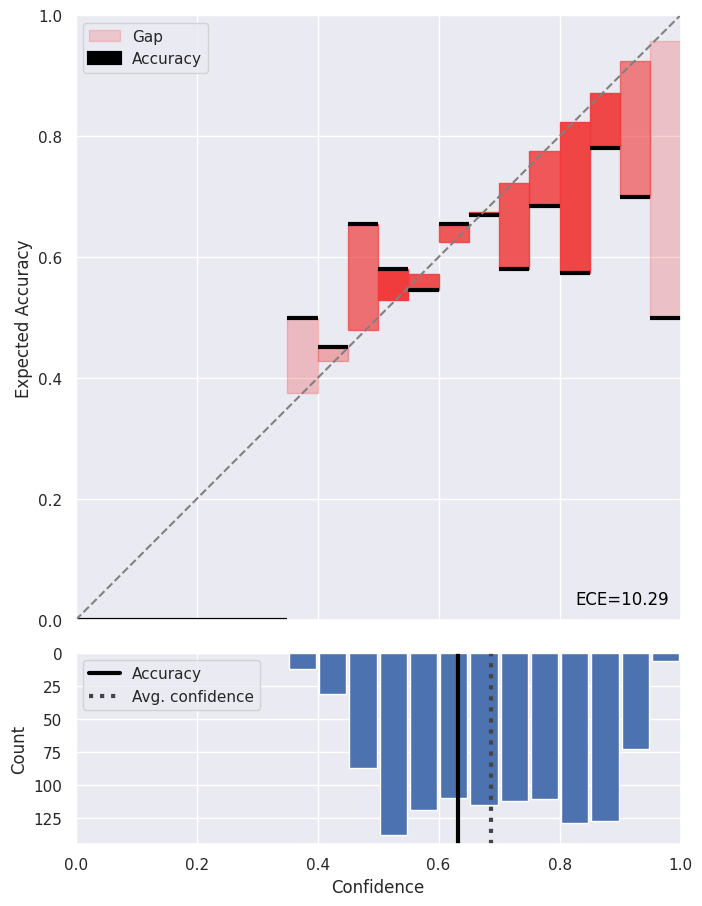 1.0
Gap
Accuracy
0.8
0.6
Expected Accuracy
0.4
0.2
ECE=10.29
0.0
0
Accuracy
25
Avg. confidence
50
Count
75
100
125
0.0 0.2 0.4 0.6 0.8 1.0
Confidence